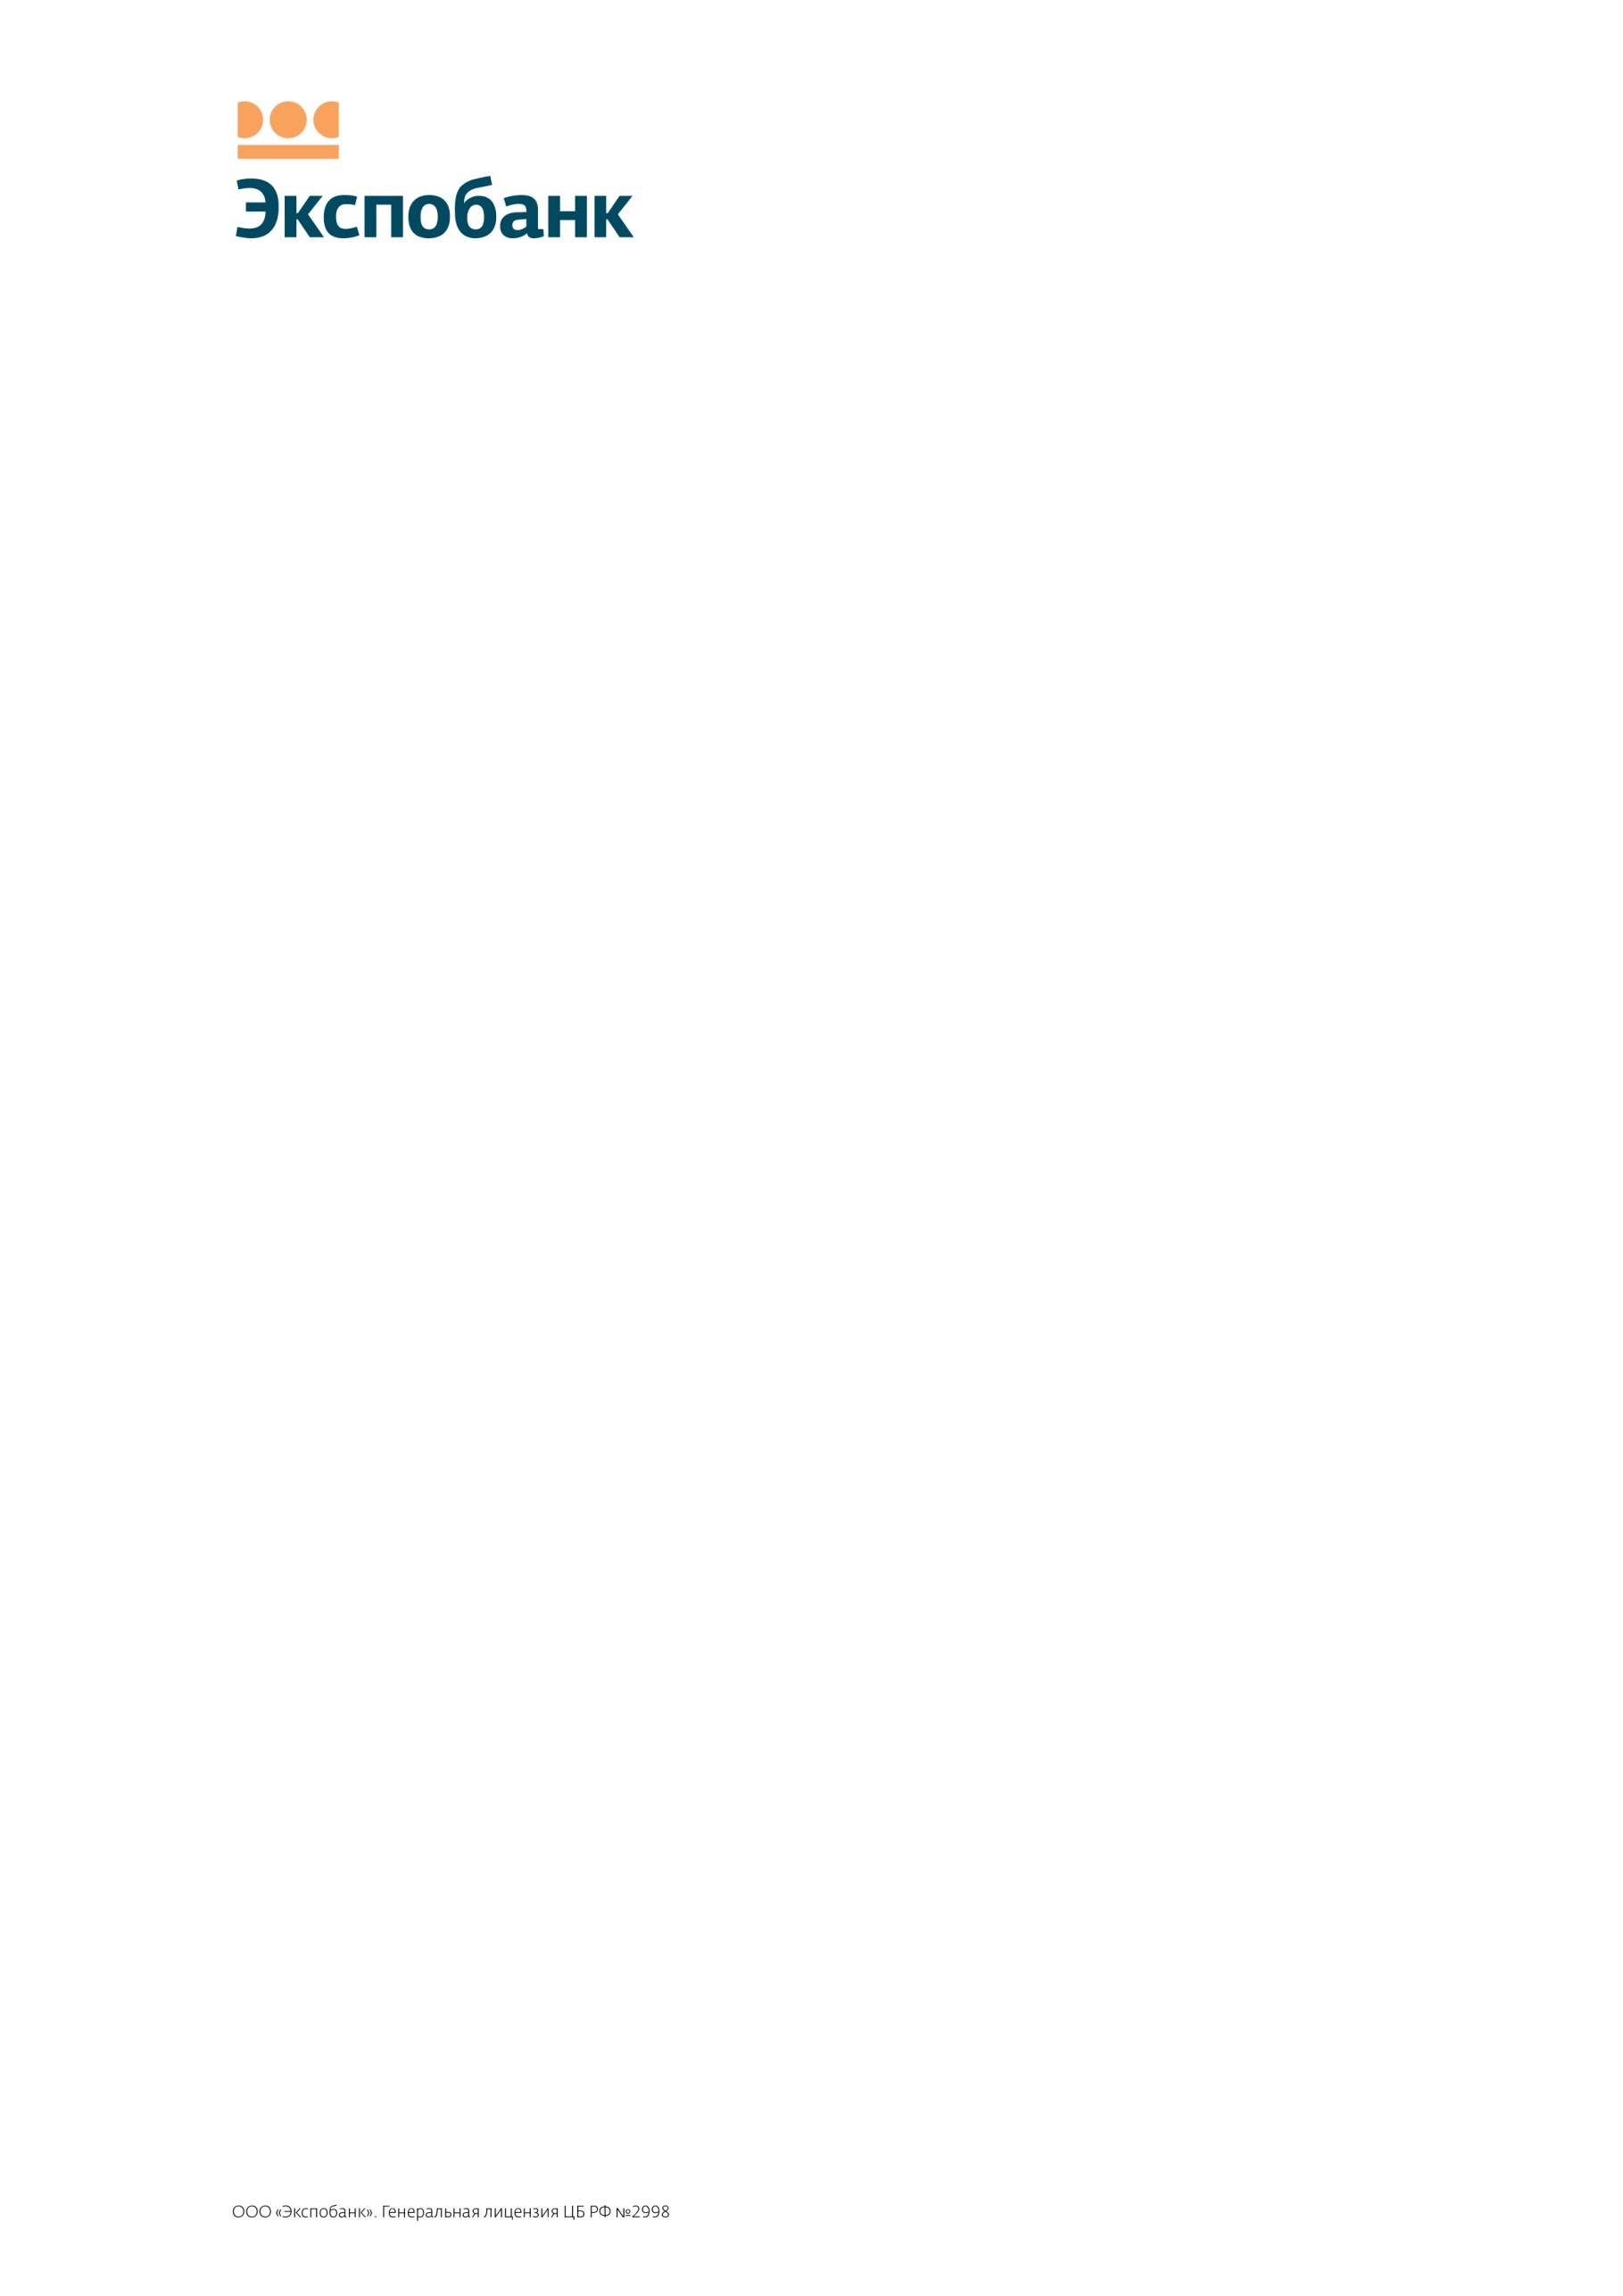 Экспобанк
ООО «Экспобанк». Генеральная лицензия ЦБ РФ №2998